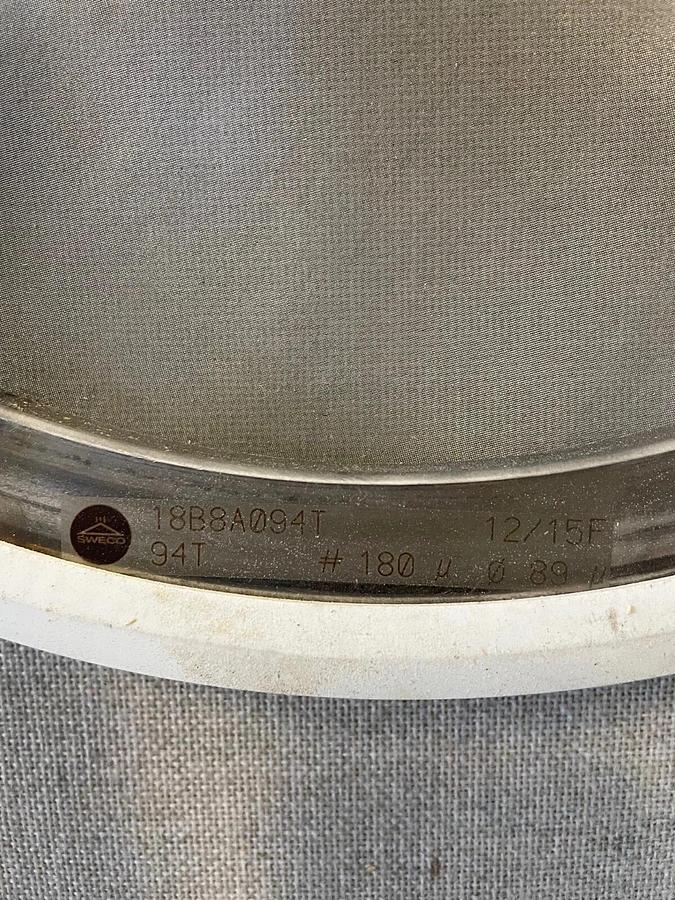 SWECO
18B8A094T 12/15F
94T # 180 µ Ø 89 µ